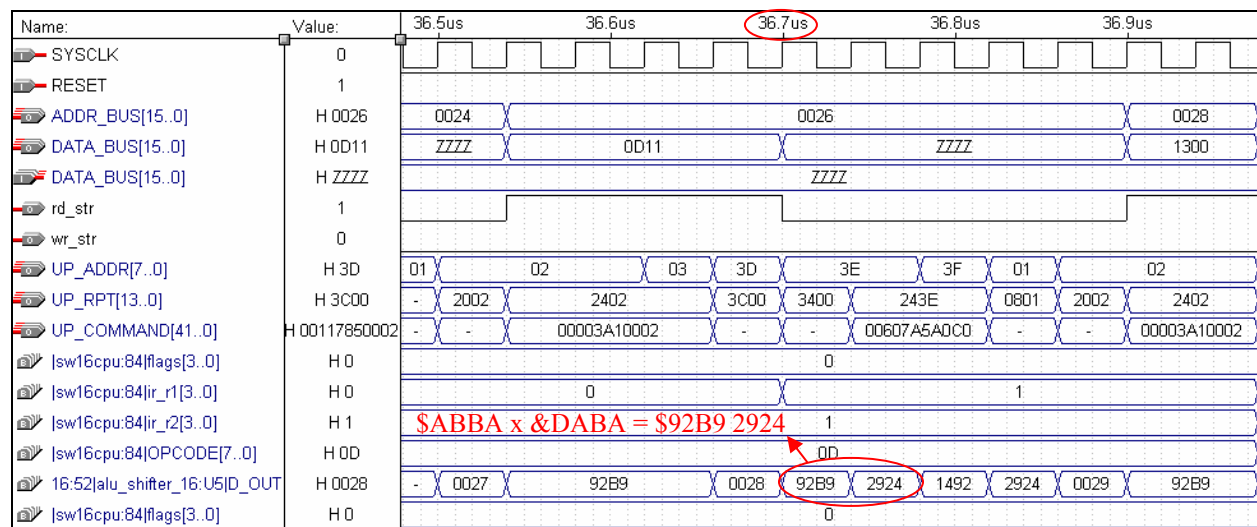 Name: Value: 36.5us 36.6us 36.7us 36.8us 36.9us
SYSCLK 0
RESET 1
ADDR_BUS[15..0] H 0026 0024 0026 0028
DATA_BUS[15..0] H 0D11 ZZZZ 0D11 ZZZZ 1300
DATA_BUS[15..0] H ZZZZ ZZZZ
rd_str 1
wr_str 0
UP_ADDR[7..0] H 3D 01 02 03 3D 3E 3F 01 02
UP_RPT[13..0] H 3C00 - 2002 2402 3C00 3400 243E 0801 2002 2402
UP_COMMAND[41..0] H 00117850002 - - 00003A10002 - - 00607A5A0C0 - - 00003A10002
|sw16cpu:84|flags[3..0] H 0 0
|sw16cpu:84|ir_r1[3..0] H 0 0 1
|sw16cpu:84|ir_r2[3..0] H 1 $ABBA x &DABA = $92B9 2924 1
|sw16cpu:84|OPCODE[7..0] H 0D 0D
16:52|alu_shifter_16:U5|D_OUT H 0028 - 0027 92B9 0028 92B9 2924 1492 2924 0029 92B9
|sw16cpu:84|flags[3..0] H 0 0